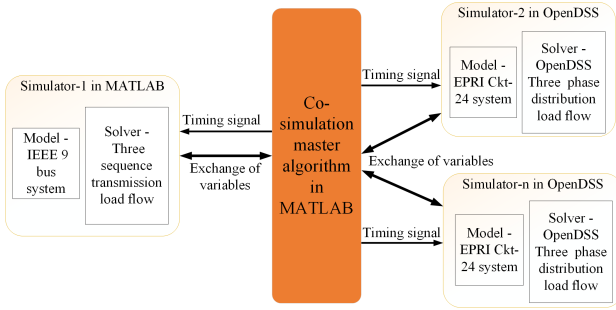 Simulator-1 in MATLAB
Model -
IEEE 9
bus
system
Solver -
Three
sequence
transmission
load flow
Timing signal
Exchange of
variables
Co-
simulation
master
algorithm
in
MATLAB
Timing signal
Exchange of variables
Timing signal
Simulator-2 in OpenDSS
Model -
EPRI Ckt-
24 system
Solver -
OpenDSS
Three phase
distribution
load flow
Simulator-n in OpenDSS
Model -
EPRI Ckt-
24 system
Solver -
OpenDSS
Three phase
distribution
load flow